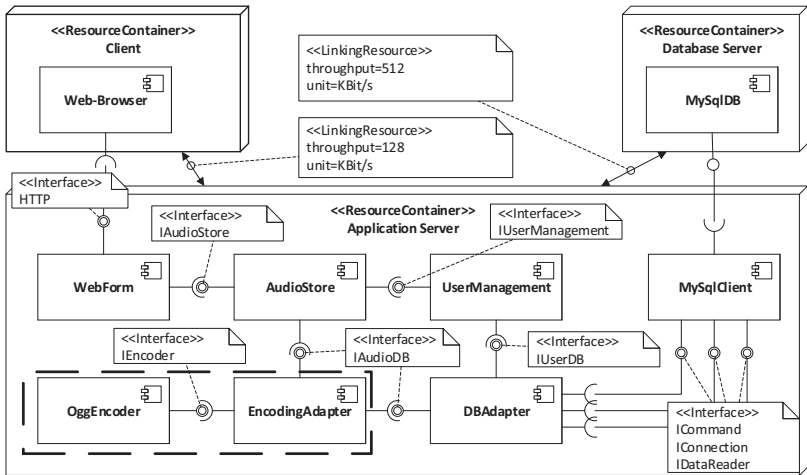 <<ResourceContainer>>
Client
Web-Browser
<<LinkingResource>>
throughput=512
unit=KBit/s
<<LinkingResource>>
throughput=128
unit=KBit/s
<<ResourceContainer>>
Database Server
MySqlDB
<<Interface>>
HTTP
<<Interface>>
IAudioStore
<<ResourceContainer>>
Application Server
<<Interface>>
IUserManagement
WebForm
AudioStore
UserManagement
MySqlClient
<<Interface>>
IEncoder
<<Interface>>
IAudioDB
<<Interface>>
IUserDB
OggEncoder
EncodingAdapter
DBAdapter
<<Interface>>
ICommand
IConnection
IDataReader